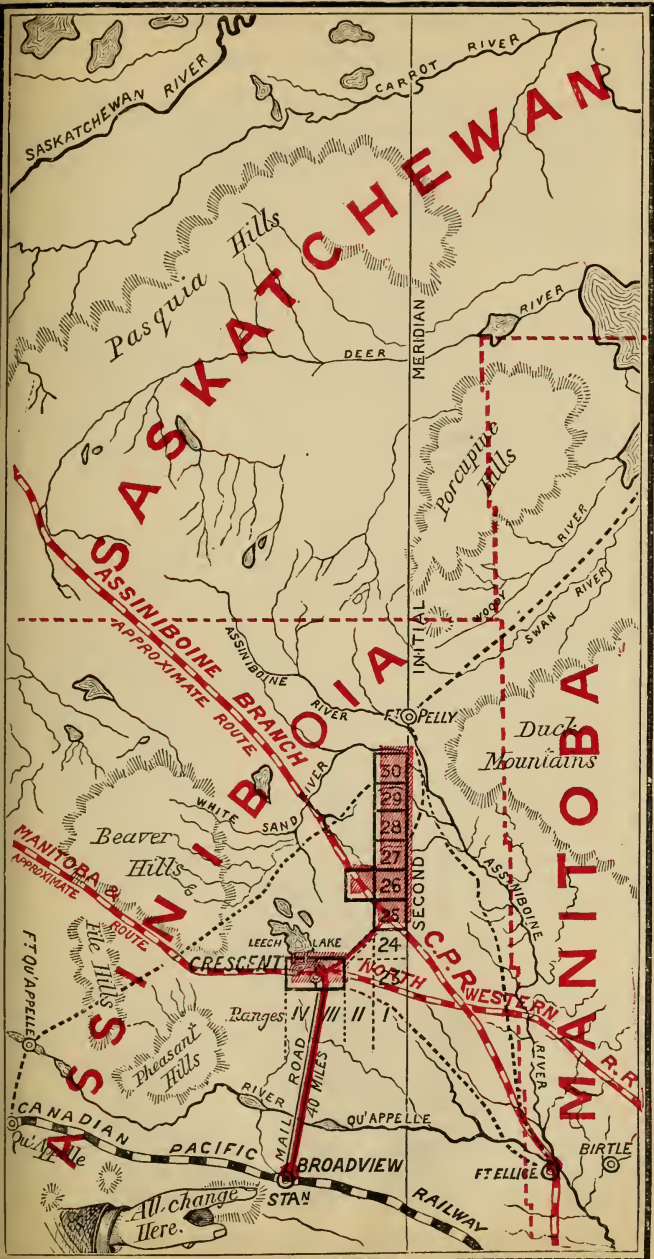 SASKATCHEWAN RIVER
CARROT RIVER
SASKATCHEWAN
Pasquia Hills
MERIDIAN
DEER RIVER
Porcupine Hills
WOODY RIVER
SWAN RIVER
INITIAL
ASSINIBOINE BRANCH
APPROXIMATE ROUTE
ASSINIBOINE RIVER
FT. PELLY
Duck Mountains
ASSINIBOIA
MANITOBA
30
29
28
27
26
25
24
23
SECOND
WHITE SAND RIVER
Beaver Hills
MANITOBA & NORTH WESTERN R.R
APPROXIMATE ROUTE
ASSINIBOINE RIVER
C.P.R
File Hills
LEECH LAKE
CRESCENT
Ranges IV III II I
FT QU'APPELLE
Pheasant Hills
MAIL ROAD 40 MILES
RIVER QU'APPELLE
CANADIAN PACIFIC RAILWAY
Qu'Appelle
BROADVIEW
STAN
FT ELLICE
BIRTLE
All change
Here.